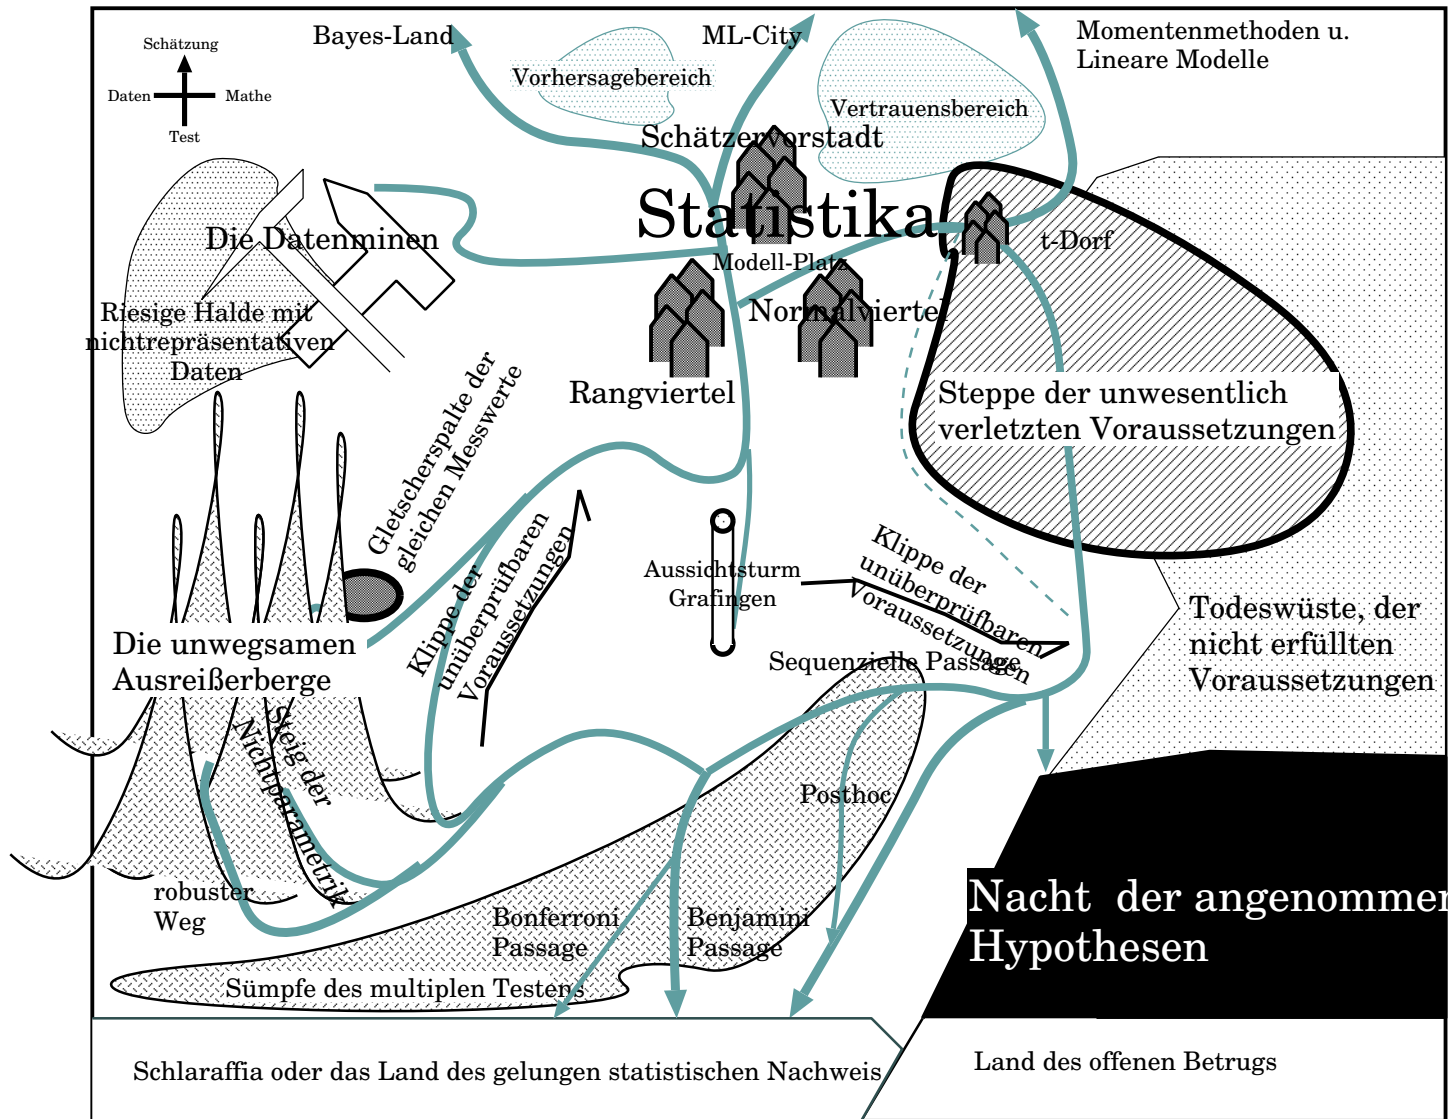 Schätzung
Daten
Mathe
Test
Bayes-Land
ML-City
Momentenmethoden u.
Lineare Modelle
Vorhersagebereich
Vertrauensbereich
Schätzervorstadt
Statistika
Modell-Platz
t-Dorf
Die Datenminen
Normalviertel
Rangviertel
Riesige Halde mit
nichtrepräsentativen
Daten
Steppe der unwesentlich
verletzten Voraussetzungen
Gletscherspalte der
gleichen Messwerte
Klippe der
unüberprüfbaren
Voraussetzungen
Aussichtsturm
Grafingen
Klippe der
unüberprüfbaren
Voraussetzungen
Todeswüste, der
nicht erfüllten
Voraussetzungen
Die unwegsamen
Ausreißerberge
Sequenzielle Passage
Steig der
Nichtparametrik
Posthoc
robuster
Weg
Bonferroni
Passage
Benjamini
Passage
Nacht der angenommer
Hypothesen
Sümpfe des multiplen Testens
Schlaraffia oder das Land des gelungen statistischen Nachweis
Land des offenen Betrugs